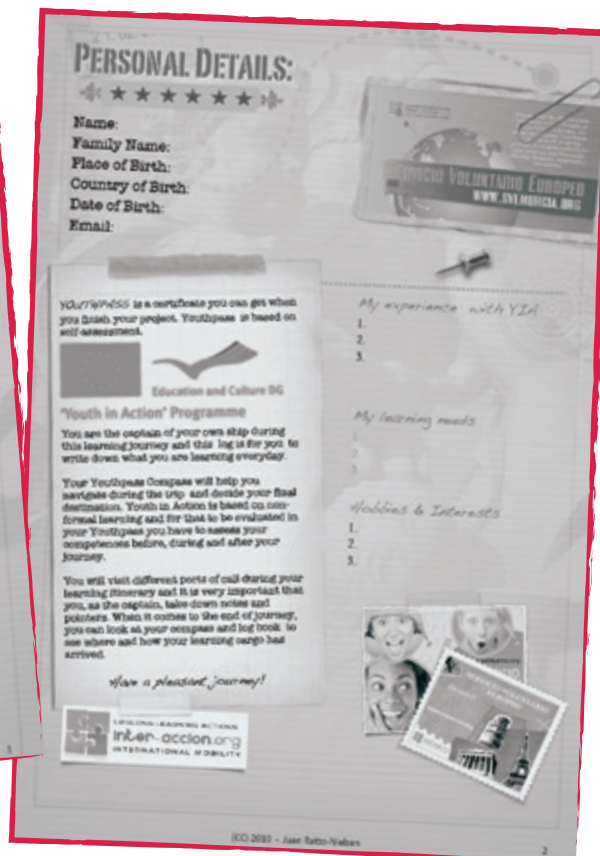 PERSONAL DETAILS:
Name:
Family Name:
Place of Birth:
Country of Birth:
Date of Birth:
Email:
SERVICIO VOLUNTARIO EUROPEO
WWW.SVEMURCIA.ORG
YOUTHPASS is a certificate you can get when
you finish your project. Youthpass is based on
self-assessment.
Education and Culture DG
'Youth in Action' Programme
You are the captain of your own ship during
this learning journey and this log is for you to
write down what you are learning everyday.
Your Youthpass Compass will help you
navigate during the trip and decide your final
destination. Youth in Action is based on non-
formal learning and for that to be evaluated in
your Youthpass you have to assess your
competences before, during and after your
journey.
You will visit different ports of call during your
learning itinerary and it is very important that
you, as the captain, take down notes and
pointers. When it comes to the end of journey,
you can look at your compass and log book to
see where and how your learning cargo has
arrived.
Have a pleasant journey!
LIFELONG LEARNING ACTIONS
inter-accion.org
INTERNATIONAL MOBILITY
My experience with YIA
1.
2.
3.
My learning needs
1
2
3
Hobbies & Interests
1.
2.
3.
(CC) 2010 - Juan Ratto-Nielsen
2
1